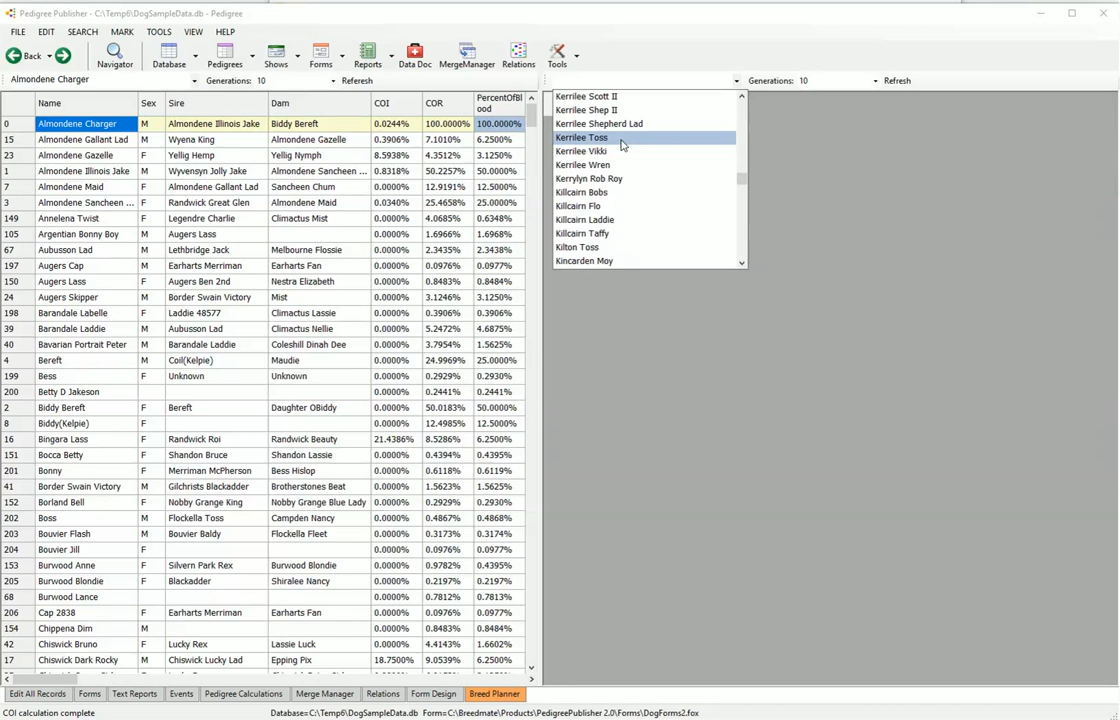 Pedigree Publisher - C:\Temp6\DogSampleData.db - Pedigree
FILE EDIT SEARCH MARK TOOLS VIEW HELP
Back Navigator Database Pedigrees Shows Forms Reports Data Doc MergeManager Relations Tools
Almondene Charger Generations: 10 Referesh Generations: 10 Refresh
Name Sex Sire Dam COI COR PercentOfBlood
0 Almondene Charger M Almondene Illinois Jake Biddy Bereft 0.0244% 100.0000% 100.0000%
15 Almondene Gallant Lad M Wyena King Almondene Gazelle 0.3906% 7.1010% 6.2500%
23 Almondene Gazelle F Yellig Hemp Yellig Nymph 8.5938% 4.3512% 3.1250%
1 Almondene Illinois Jake M Wyvensyn Jolly Jake Almondene Sancheen ... 0.8318% 50.2257% 50.0000%
7 Almondene Maid F Almondene Gallant Lad Sancheen Chum 0.0000% 12.9191% 12.5000%
3 Almondene Sancheen ... F Randwick Great Glen Almondene Maid 0.0340% 25.4658% 25.0000%
149 Annelena Twist F Legendre Charlie Climactus Mist 0.0000% 4.0685% 0.6348%
105 Argentian Bonny Boy M Augers Lass 0.0000% 1.6966% 1.6968%
67 Aubusson Lad M Lethbridge Jack Melbourne Flossie 0.0000% 2.3435% 2.3438%
197 Augers Cap M Earharts Merriman Earharts Fan 0.0000% 0.0976% 0.0977%
150 Augers Lass F Augers Ben 2nd Nestra Elizabeth 0.0000% 0.8483% 0.8484%
24 Augers Skipper M Border Swain Victory Mist 0.0000% 3.1246% 3.1250%
198 Barandale Labelle F Laddie 48577 Climactus Lassie 0.0000% 0.3906% 0.3906%
39 Barandale Laddie M Aubusson Lad Climactus Nellie 0.0000% 5.2472% 4.6875%
40 Bavarian Portrait Peter M Barandale Laddie Coleshill Dinah Dee 0.0000% 3.7954% 1.5625%
4 Bereft M Coil(Kelpie) Maudie 0.0000% 24.9969% 25.0000%
199 Bess F Unknown Unknown 0.0000% 0.2929% 0.2930%
200 Betty D Jakeson 0.0000% 0.2441% 0.2441%
2 Biddy Bereft F Bereft Daughter OBiddy 0.0000% 50.0183% 50.0000%
8 Biddy(Kelpie) F 0.0000% 12.4985% 12.5000%
16 Bingara Lass F Randwick Roi Randwick Beauty 21.4386% 8.5286% 6.2500%
151 Bocca Betty F Shandon Bruce Shandon Lassie 0.0000% 0.4394% 0.4395%
201 Bonny F Merriman McPherson Bess Hislop 0.0000% 0.6118% 0.6119%
41 Border Swain Victory M Gilchrists Blackadder Brotherstones Beat 0.0000% 1.5623% 1.5625%
152 Borland Bell F Nobby Grange King Nobby Grange Blue Lady 0.0000% 0.2929% 0.2930%
202 Boss M Flockella Toss Campden Nancy 0.0000% 0.4867% 0.4868%
203 Bouvier Flash M Bouvier Baldy Flockella Fleet 0.0000% 0.3173% 0.3174%
204 Bouvier Jill F 0.0000% 0.0976% 0.0977%
153 Burwood Anne F Silvern Park Rex Burwood Blondie 0.0000% 0.9782% 0.4395%
205 Burwood Blondie F Blackadder Shiralee Nancy 0.0000% 0.2197% 0.2197%
68 Burwood Lance 0.0000% 0.7812% 0.7813%
206 Cap 2838 F Earharts Merriman Earharts Fan 0.0000% 0.0976% 0.0977%
154 Chippena Dim M 0.0000% 0.8483% 0.8484%
42 Chiswick Bruno F Lucky Rex Lassie Luck 0.0000% 4.4143% 1.6602%
17 Chiswick Dark Rocky M Chiswick Lucky Lad Epping Pix 18.7500% 9.0539% 6.2500%
Kerrilee Scott II
Kerrilee Shep II
Kerrilee Shepherd Lad
Kerrilee Toss
Kerrilee Vikki
Kerrilee Wren
Kerrylyn Rob Roy
Killcairn Bobs
Killcairn Flo
Killcairn Laddie
Killcairn Taffy
Kilton Toss
Kincarden Moy
Edit All Records Forms Text Reports Events Pedigree Calculations Merge Manager Relations Form Design Breed Planner
COI calculation complete Database=C:\Temp6\DogSampleData.db Form=C:\Breedmate\Products\PedigreePublisher 2.0\Forms\DogForms2.fox